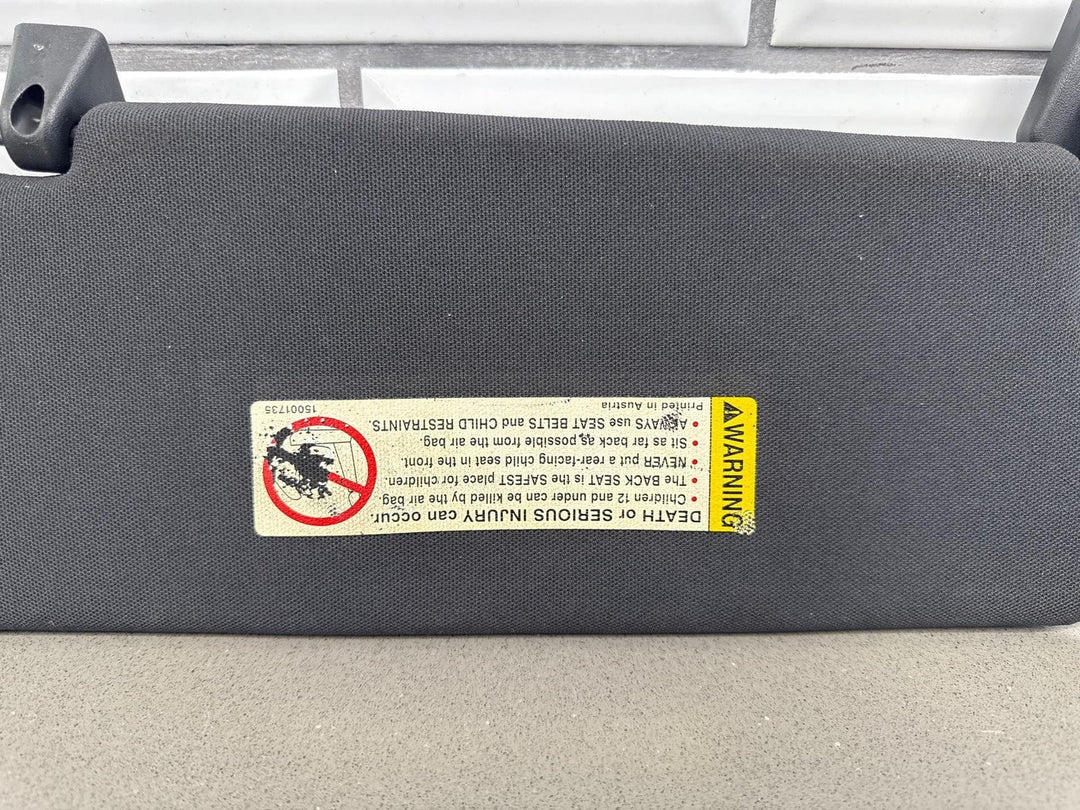 WARNING
DEATH or SERIOUS INJURY can occur.
• Children 12 and under can be killed by the air bag.
• The BACK SEAT is the SAFEST place for children.
• NEVER put a rear-facing child seat in the front.
• Sit as far back as possible from the air bag.
• ALWAYS use SEAT BELTS and CHILD RESTRAINTS.
Printed in Austria 15001735